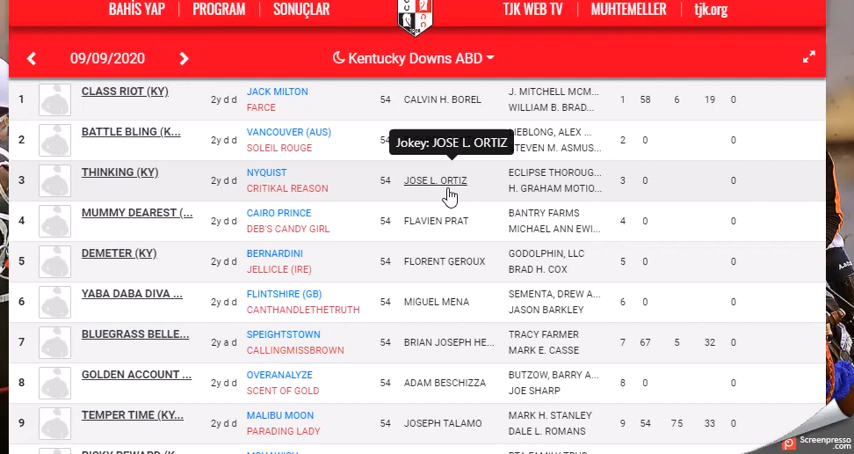 BAHİS YAP PROGRAM SONUÇLAR TJK WEB TV MUHTEMELLER tjk.org
09/09/2020 Kentucky Downs ABD
1 CLASS RIOT (KY) 2y d d JACK MILTON 54 CALVIN H. BOREL J. MITCHELL MCM... 1 58 6 19 0
FARCE WILLIAM B. BRAD...
2 BATTLE BLING (K... 2y d d VANCOUVER (AUS) 54 LIEBLONG, ALEX ... 2 0 0
SOLEIL ROUGE STEVEN M. ASMUS...
Jokey: JOSE L. ORTIZ
3 THINKING (KY) 2y d d NYQUIST 54 JOSE L. ORTIZ ECLIPSE THOROUG... 3 0 0
CRITIKAL REASON H. GRAHAM MOTIO...
4 MUMMY DEAREST (... 2y d d CAIRO PRINCE 54 FLAVIEN PRAT BANTRY FARMS 4 0 0
DEB'S CANDY GIRL MICHAEL ANN EWI...
5 DEMETER (KY) 2y d d BERNARDINI 54 FLORENT GEROUX GODOLPHIN, LLC 5 0 0
JELLICLE (IRE) BRAD H. COX
6 YABA DABA DIVA ... 2y d d FLINTSHIRE (GB) 54 MIGUEL MENA SEMENTA, DREW A... 6 0 0
CANTHANDLETHETRUTH JASON BARKLEY
7 BLUEGRASS BELLE... 2y a d SPEIGHTSTOWN 54 BRIAN JOSEPH HE... TRACY FARMER 7 67 5 32 0
CALLINGMISSBROWN MARK E. CASSE
8 GOLDEN ACCOUNT ... 2y d d OVERANALYZE 54 ADAM BESCHIZZA BUTZOW, BARRY A... 8 0 0
SCENT OF GOLD JOE SHARP
9 TEMPER TIME (KY... 2y d d MALIBU MOON 54 JOSEPH TALAMO MARK H. STANLEY 9 54 75 33 0
PARADING LADY DALE L. ROMANS
Screenpresso
.com